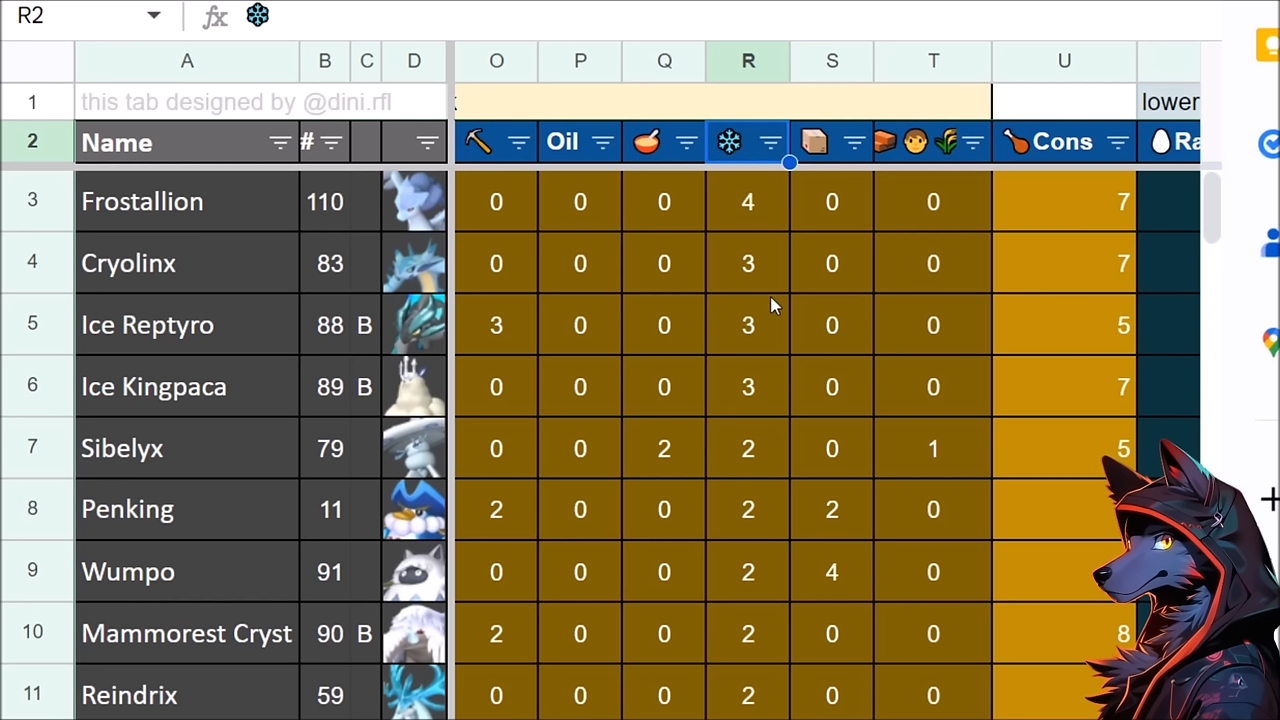 R2 fx ❄
A B C D O P Q R S T U
1 this tab designed by @dini.rfl lower
2 Name # Oil Cons Ra
3 Frostallion 110 0 0 0 4 0 0 7
4 Cryolinx 83 0 0 0 3 0 0 7
5 Ice Reptyro 88 B 3 0 0 3 0 0 5
6 Ice Kingpaca 89 B 0 0 0 3 0 0 7
7 Sibelyx 79 0 0 2 2 0 1 5
8 Penking 11 2 0 0 2 2 0
9 Wumpo 91 0 0 0 2 4 0
10 Mammorest Cryst 90 B 2 0 0 2 0 0 8
11 Reindrix 59 0 0 0 2 0 0